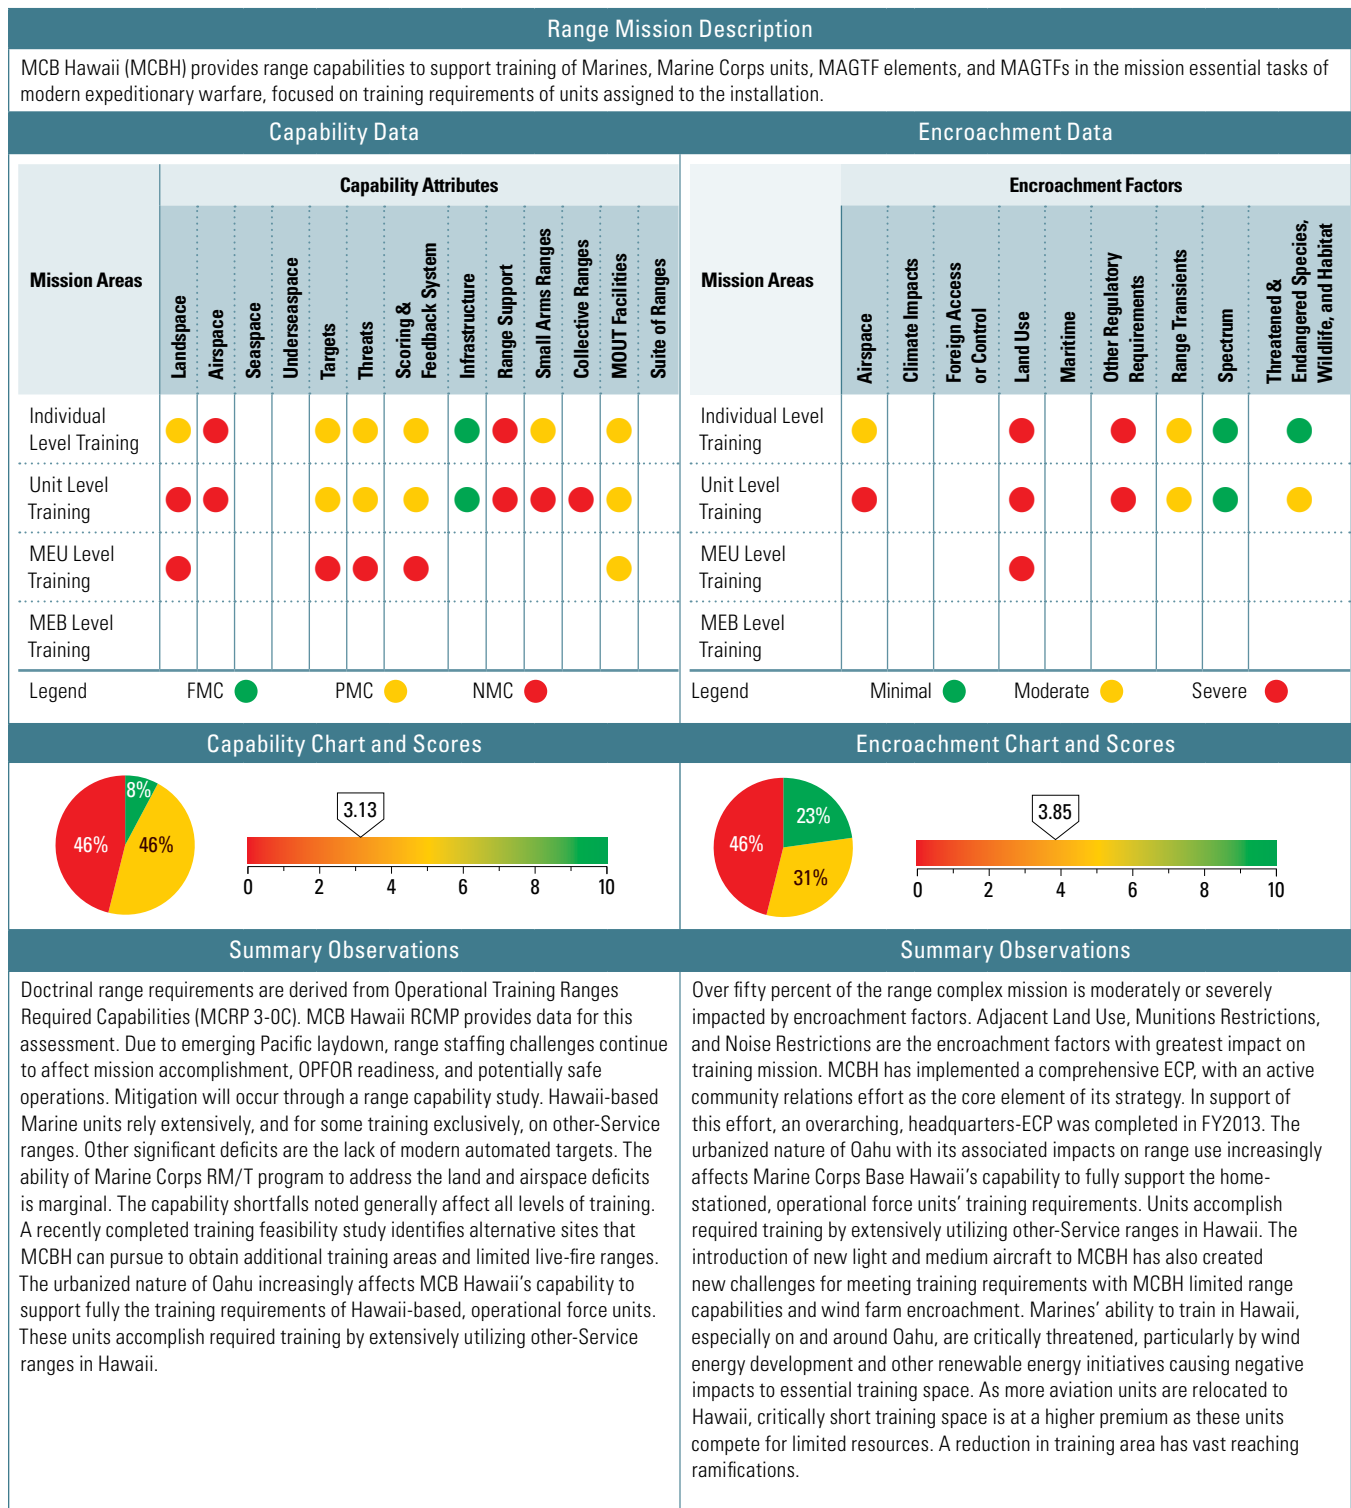 Range Mission Description
MCB Hawaii (MCBH) provides range capabilities to support training of Marines, Marine Corps units, MAGTF elements, and MAGTFs in the mission essential tasks of
modern expeditionary warfare, focused on training requirements of units assigned to the installation.
Capability Data
Mission Areas
Capability Attributes
Landspace
Airspace
Seaspace
Underseaspace
Targets
Threats
Scoring &
Feedback System
Infrastructure
Range Support
Small Arms Ranges
Collective Ranges
MOUT Facilities
Suite of Ranges
Individual
Level Training
Unit Level
Training
MEU Level
Training
MEB Level
Training
Legend FMC PMC NMC
Encroachment Data
Mission Areas
Encroachment Factors
Airspace
Climate Impacts
Foreign Access
or Control
Land Use
Maritime
Other Regulatory
Requirements
Range Transients
Spectrum
Threatened &
Endangered Species,
Wildlife, and Habitat
Individual Level
Training
Unit Level
Training
MEU Level
Training
MEB Level
Training
Legend Minimal Moderate Severe
Capability Chart and Scores
8%
46% 46%
3.13
0 2 4 6 8 10
Encroachment Chart and Scores
23%
46%
31%
3.85
0 2 4 6 8 10
Summary Observations
Doctrinal range requirements are derived from Operational Training Ranges
Required Capabilities (MCRP 3-0C). MCB Hawaii RCMP provides data for this
assessment. Due to emerging Pacific laydown, range staffing challenges continue
to affect mission accomplishment, OPFOR readiness, and potentially safe
operations. Mitigation will occur through a range capability study. Hawaii-based
Marine units rely extensively, and for some training exclusively, on other-Service
ranges. Other significant deficits are the lack of modern automated targets. The
ability of Marine Corps RM/T program to address the land and airspace deficits
is marginal. The capability shortfalls noted generally affect all levels of training.
A recently completed training feasibility study identifies alternative sites that
MCBH can pursue to obtain additional training areas and limited live-fire ranges.
The urbanized nature of Oahu increasingly affects MCB Hawaii's capability to
support fully the training requirements of Hawaii-based, operational force units.
These units accomplish required training by extensively utilizing other-Service
ranges in Hawaii.
Summary Observations
Over fifty percent of the range complex mission is moderately or severely
impacted by encroachment factors. Adjacent Land Use, Munitions Restrictions,
and Noise Restrictions are the encroachment factors with greatest impact on
training mission. MCBH has implemented a comprehensive ECP, with an active
community relations effort as the core element of its strategy. In support of
this effort, an overarching, headquarters-ECP was completed in FY2013. The
urbanized nature of Oahu with its associated impacts on range use increasingly
affects Marine Corps Base Hawaii's capability to fully support the home-
stationed, operational force units' training requirements. Units accomplish
required training by extensively utilizing other-Service ranges in Hawaii. The
introduction of new light and medium aircraft to MCBH has also created
new challenges for meeting training requirements with MCBH limited range
capabilities and wind farm encroachment. Marines' ability to train in Hawaii,
especially on and around Oahu, are critically threatened, particularly by wind
energy development and other renewable energy initiatives causing negative
impacts to essential training space. As more aviation units are relocated to
Hawaii, critically short training space is at a higher premium as these units
compete for limited resources. A reduction in training area has vast reaching
ramifications.